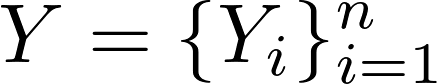 Y = {Y_i}_{i=1}^n